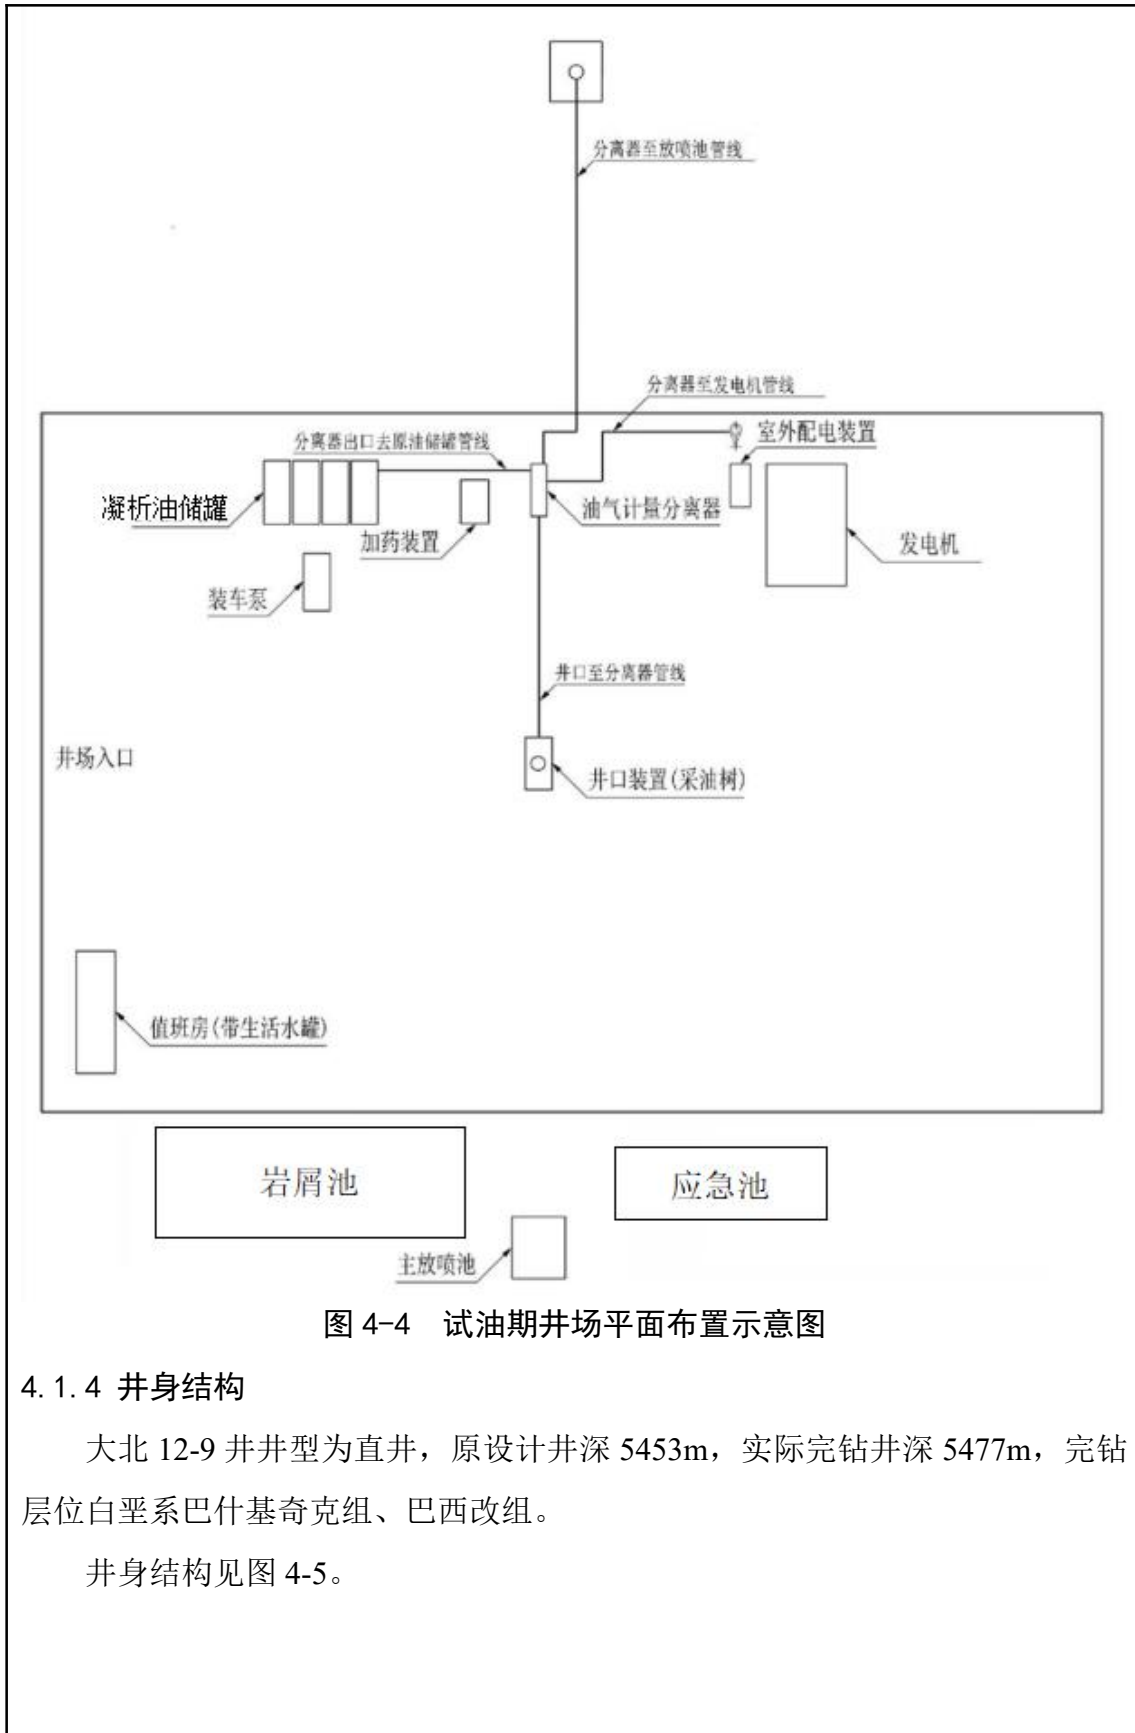 分离器至放喷池管线
分离器至发电机管线
分离器出口去原油储罐管线
室外配电装置
凝析油储罐
加药装置
油气计量分离器
发电机
装车泵
井口至分离器管线
井场入口
井口装置(采油树)
值班房(带生活水罐)
岩屑池
应急池
主放喷池
图 4-4 试油期井场平面布置示意图
4.1.4 井身结构
大北 12-9 井井型为直井，原设计井深 5453m，实际完钻井深 5477m，完钻
层位白垩系巴什基奇克组、巴西改组。
井身结构见图 4-5。